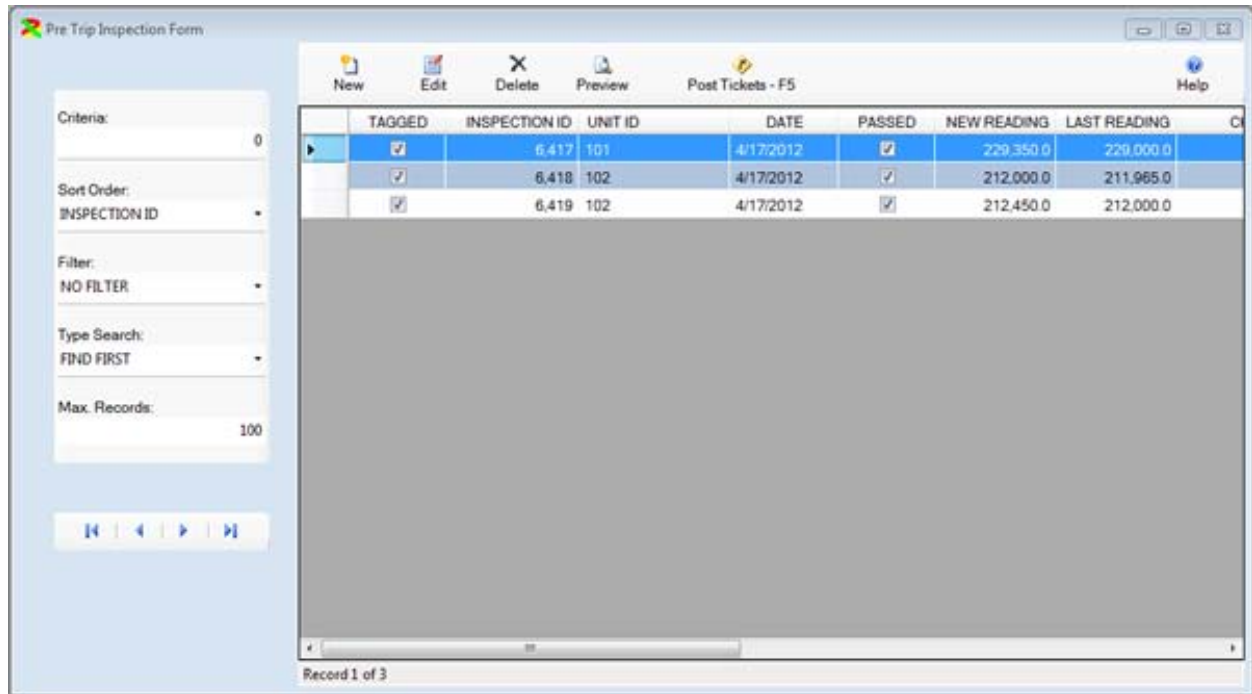 Pre Trip Inspection Form
New Edit Delete Preview Post Tickets - F5 Help
Criteria:
0
Sort Order:
INSPECTION ID
Filter:
NO FILTER
Type Search:
FIND FIRST
Max. Records:
100
TAGGED INSPECTION ID UNIT ID DATE PASSED NEW READING LAST READING
6,417 101 4/17/2012 229,350.0 229,000.0
6,418 102 4/17/2012 212,000.0 211,965.0
6,419 102 4/17/2012 212,450.0 212,000.0
Record 1 of 3